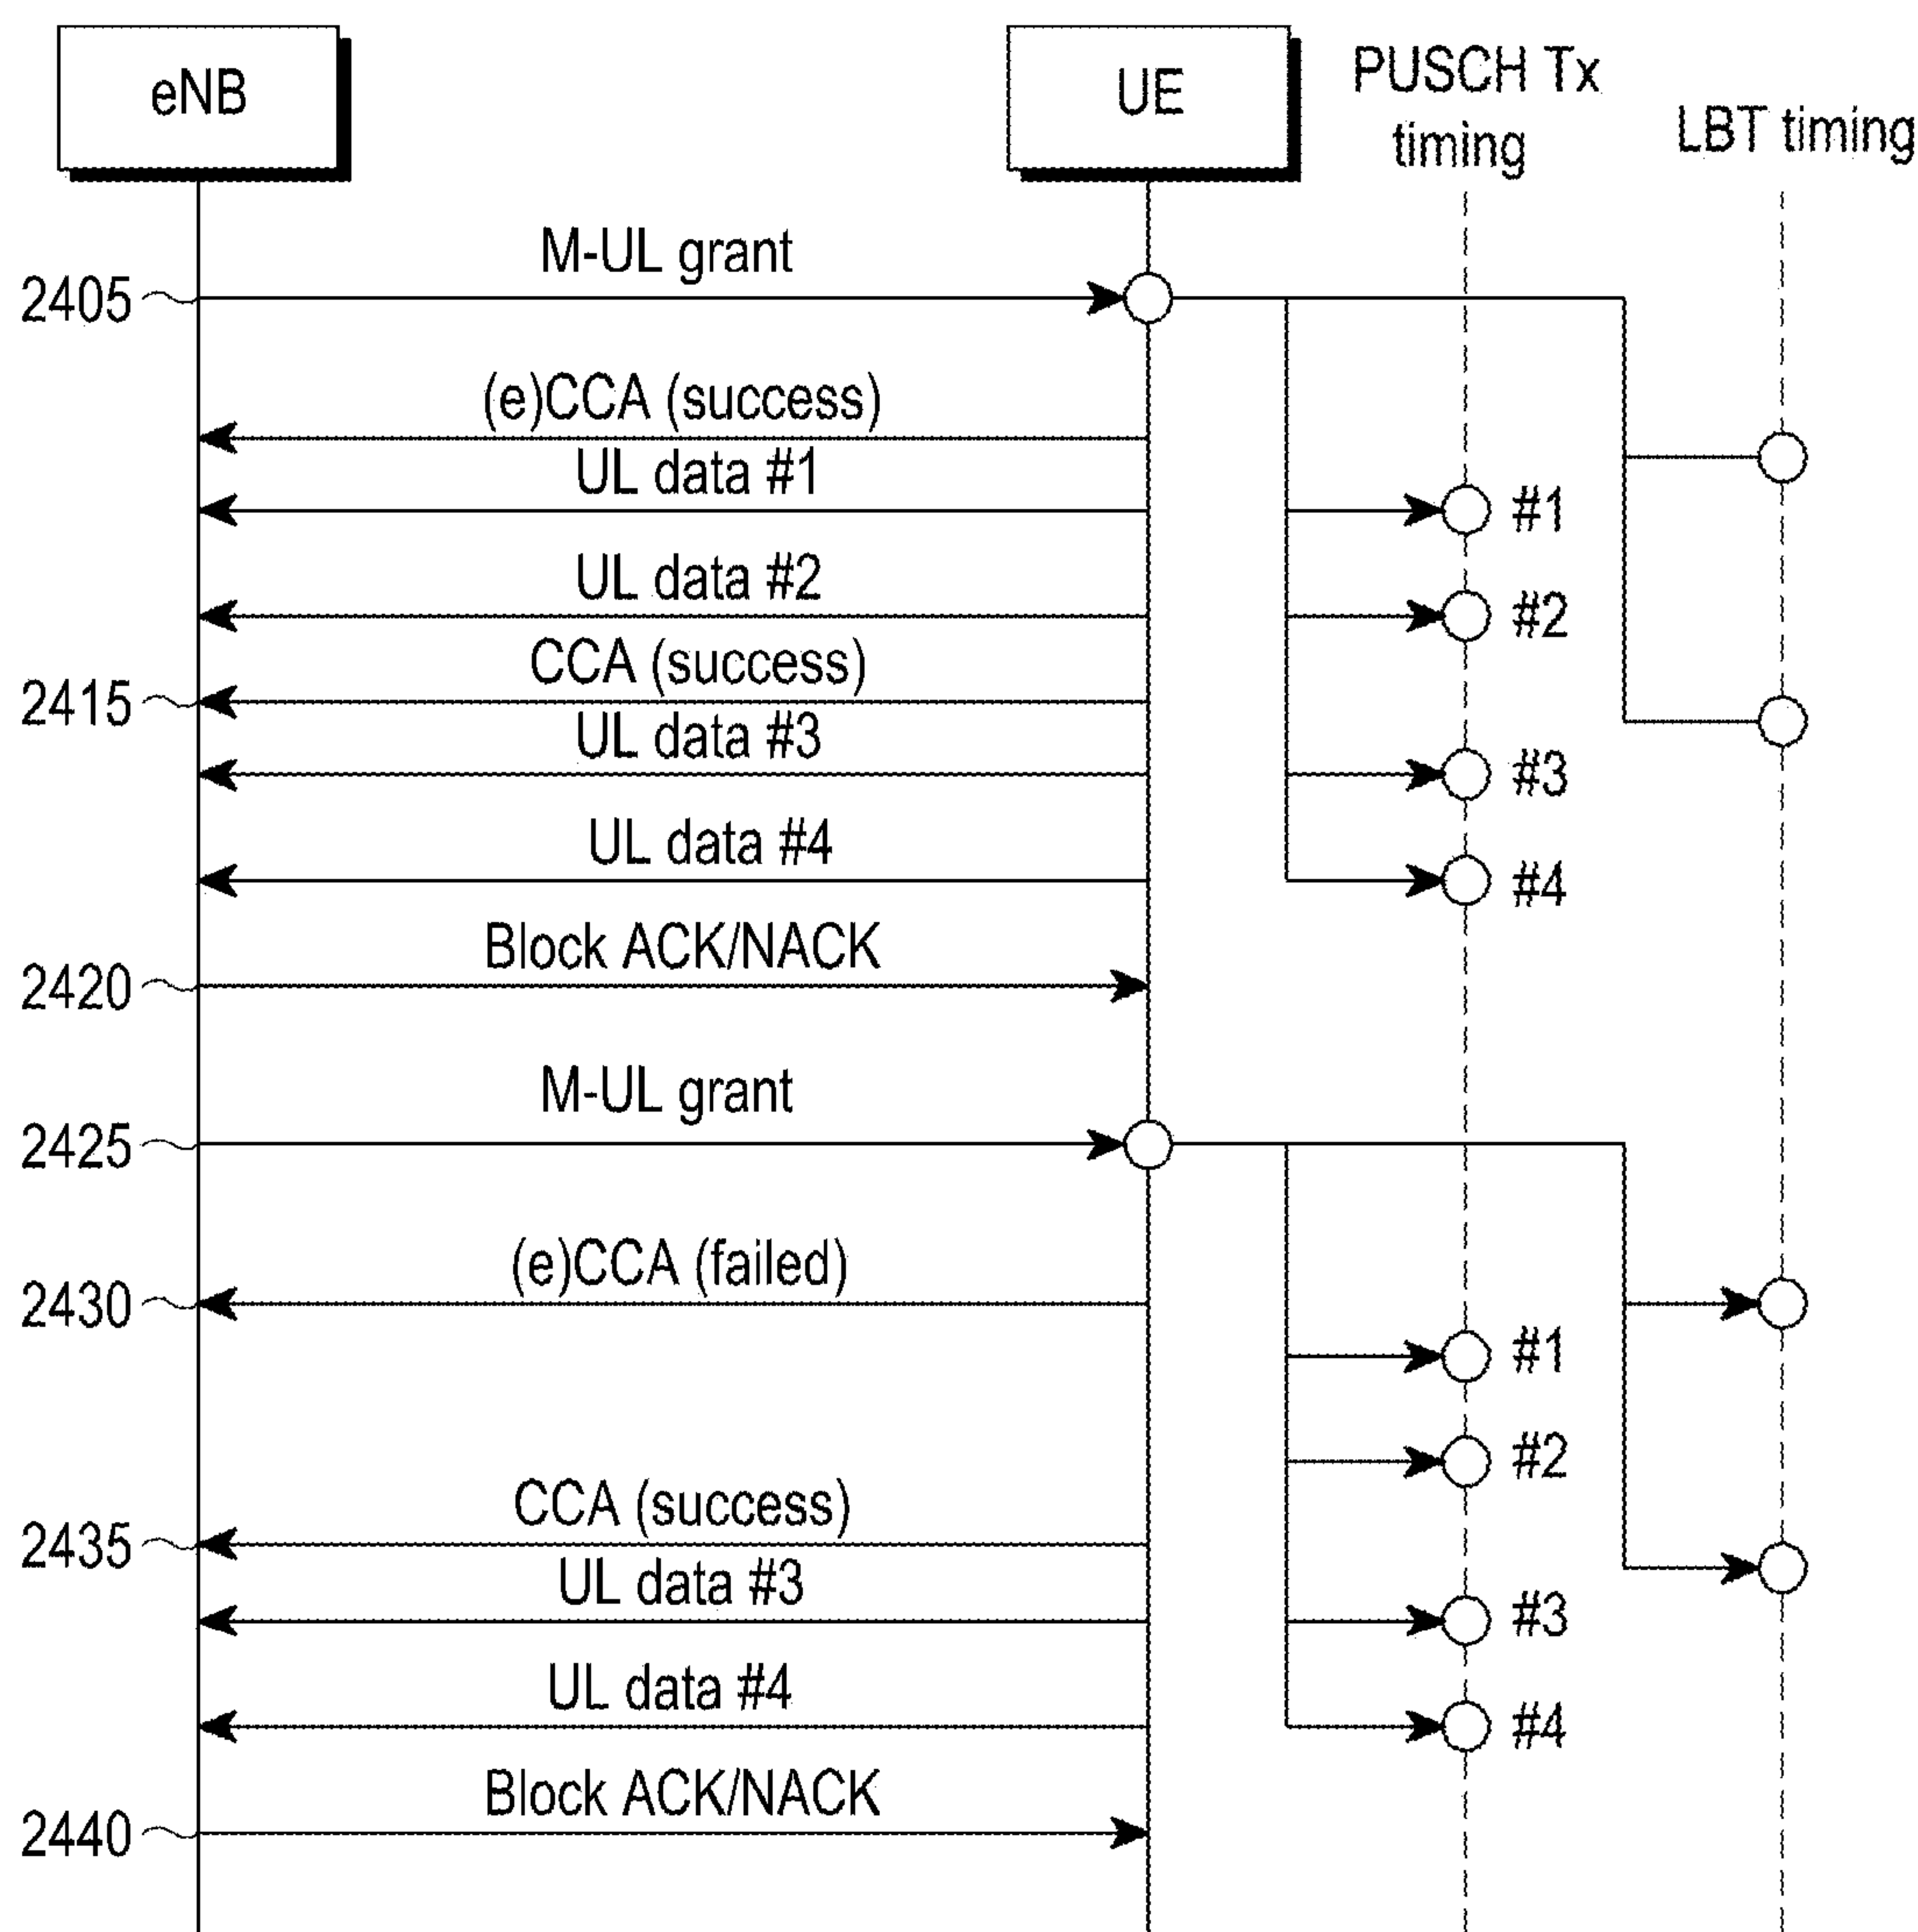 eNB
UE
PUSCH Tx
timing
LBT timing
M-UL grant
2405
(e)CCA (success)
UL data #1
#1
UL data #2
#2
CCA (success)
2415
UL data #3
#3
UL data #4
#4
Block ACK/NACK
2420
M-UL grant
2425
(e)CCA (failed)
2430
#1
#2
CCA (success)
2435
UL data #3
#3
UL data #4
#4
Block ACK/NACK
2440